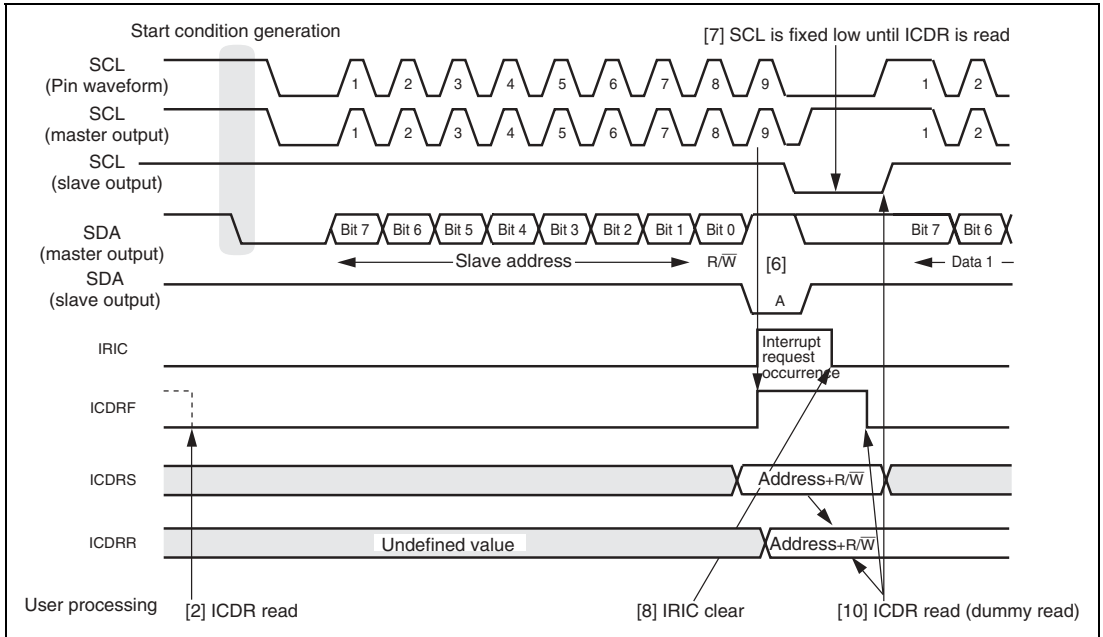 Start condition generation
[7] SCL is fixed low until ICDR is read
SCL
(Pin waveform)
1 2 3 4 5 6 7 8 9 1 2
SCL
(master output)
1 2 3 4 5 6 7 8 9 1 2
SCL
(slave output)
SDA
(master output)
Bit 7 Bit 6 Bit 5 Bit 4 Bit 3 Bit 2 Bit 1 Bit 0 Bit 7 Bit 6
Slave address R/W̅ [6] Data 1
SDA
(slave output)
A
IRIC
Interrupt
request
occurrence
ICDRF
ICDRS
Address+R/W̅
ICDRR
Undefined value
Address+R/W̅
User processing
[2] ICDR read
[8] IRIC clear
[10] ICDR read (dummy read)